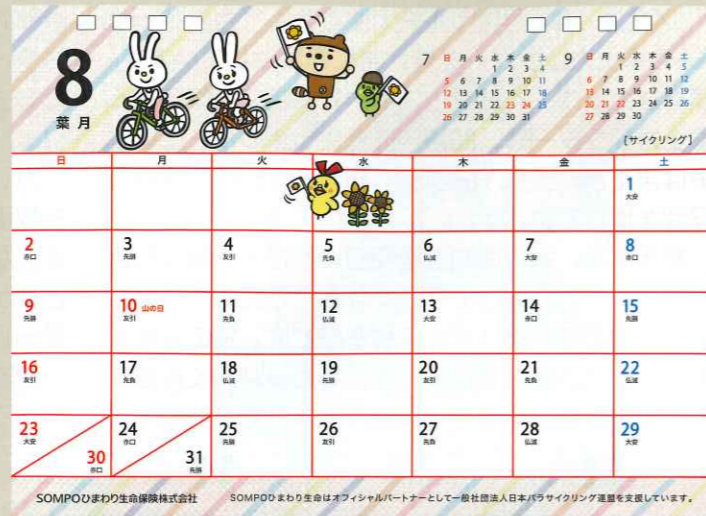 8
葉月
7
日 月 火 水 木 金 土
1 2 3 4
5 6 7 8 9 10 11
12 13 14 15 16 17 18
19 20 21 22 23 24 25
26 27 28 29 30 31
9
日 月 火 水 木 金 土
1 2 3 4 5
6 7 8 9 10 11 12
13 14 15 16 17 18 19
20 21 22 23 24 25 26
27 28 29 30
[サイクリング]
日 月 火 水 木 金 土
1
大安
2 3 4 5 6 7 8
赤口 先勝 友引 先負 仏滅 大安 赤口
9 10 山の日 11 12 13 14 15
先勝 友引 先負 仏滅 大安 赤口 先勝
16 17 18 19 20 21 22
友引 先負 仏滅 先勝 友引 先負 仏滅
23 24 25 26 27 28 29
大安 赤口 先勝 友引 先負 仏滅 大安
30 31
赤口 先勝
SOMPOひまわり生命保険株式会社
SOMPOひまわり生命はオフィシャルパートナーとして一般社団法人日本パラサイクリング連盟を支援しています。